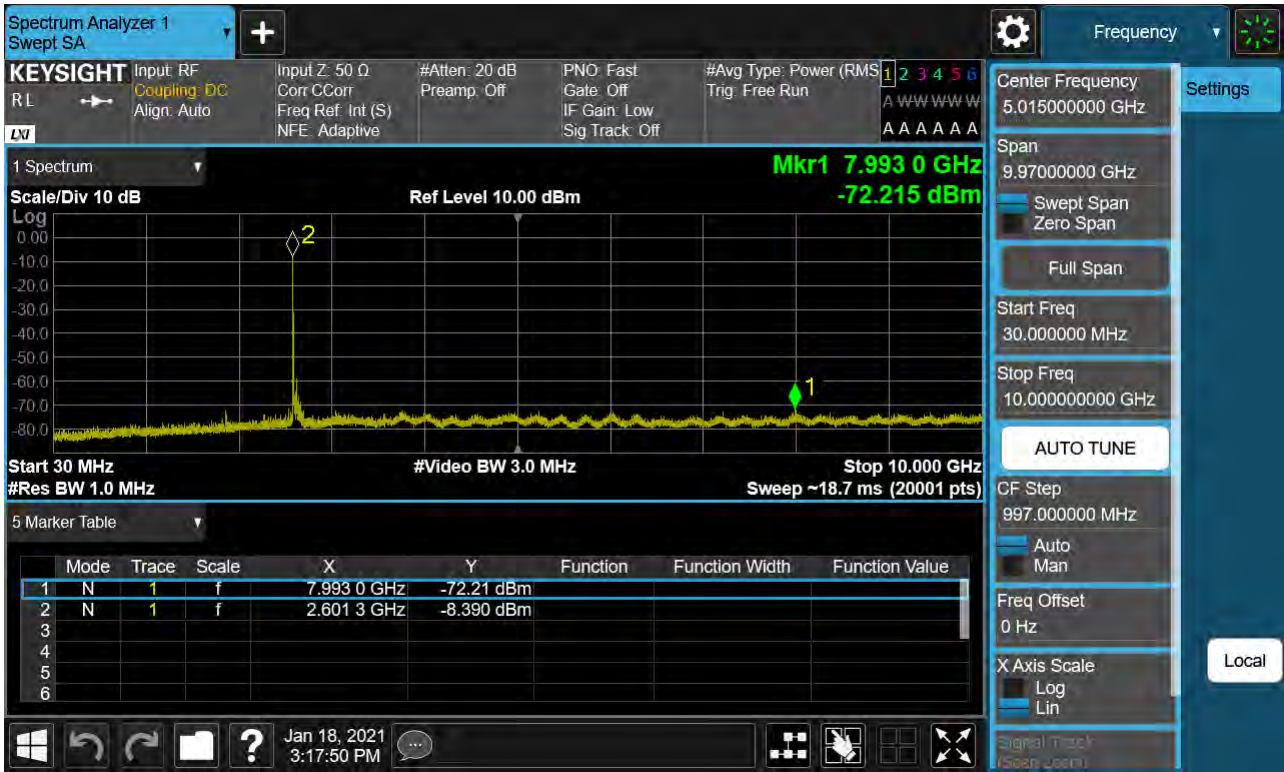 Spectrum Analyzer 1
Swept SA
+
Frequency
KEYSIGHT
RL
LXI
Input: RF
Coupling: DC
Align: Auto
Input Z: 50 Ω
Corr CCorr
Freq Ref: Int (S)
NFE: Adaptive
#Atten: 20 dB
Preamp: Off
PNO: Fast
Gate: Off
IF Gain: Low
Sig Track: Off
#Avg Type: Power (RMS
Trig: Free Run
1 2 3 4 5 6
A W W W W W
A A A A A A
1 Spectrum
Scale/Div 10 dB
Ref Level 10.00 dBm
Mkr1 7.993 0 GHz
-72.215 dBm
Log
0.00
-10.0
-20.0
-30.0
-40.0
-50.0
-60.0
-70.0
-80.0
2
1
Start 30 MHz
#Video BW 3.0 MHz
Stop 10.000 GHz
#Res BW 1.0 MHz
Sweep ~18.7 ms (20001 pts)
5 Marker Table
Mode Trace Scale X Y Function Function Width Function Value
1 N 1 f 7.993 0 GHz -72.21 dBm
2 N 1 f 2.601 3 GHz -8.390 dBm
3
4
5
6
Jan 18, 2021
3:17:50 PM
Center Frequency
5.015000000 GHz
Span
9.97000000 GHz
Swept Span
Zero Span
Full Span
Start Freq
30.000000 MHz
Stop Freq
10.000000000 GHz
AUTO TUNE
CF Step
997.000000 MHz
Auto
Man
Freq Offset
0 Hz
X Axis Scale
Log
Lin
Signal Track
(Span Zoom)
Settings
Local